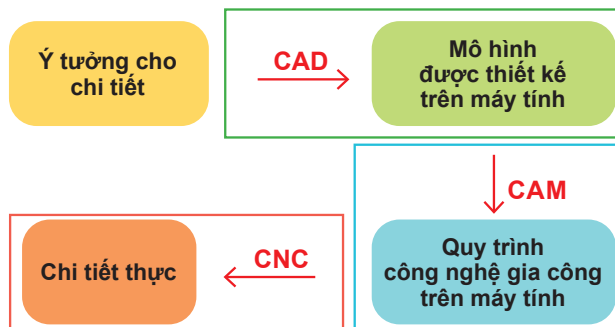 Ý tưởng cho
chi tiết
CAD
Mô hình
được thiết kế
trên máy tính
CAM
Quy trình
công nghệ gia công
trên máy tính
CNC
Chi tiết thực